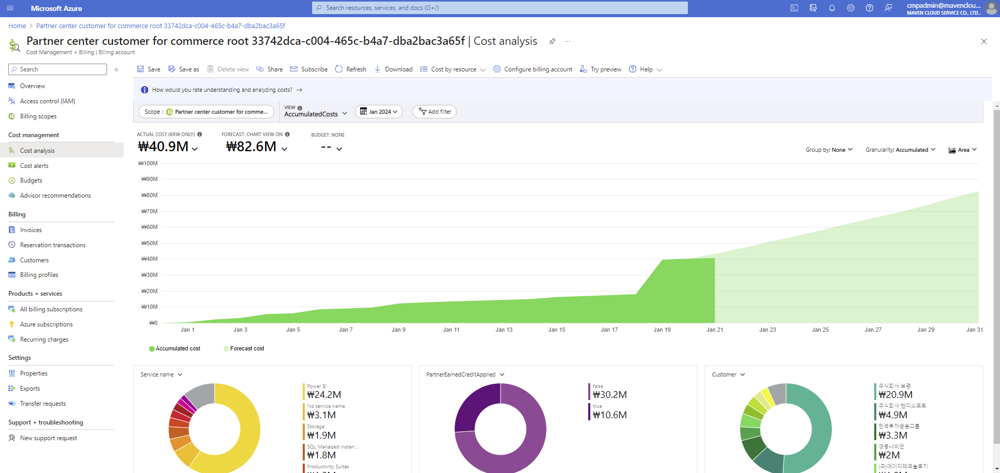 Microsoft Azure
Search resources, services, and docs (G+/)
cmpadmin@mavenclou...
MAVEN CLOUD SERVICE CO., LTD...
Home > Partner center customer for commerce root 33742dca-c004-465c-b4a7-dba2bac3a65f
Partner center customer for commerce root 33742dca-c004-465c-b4a7-dba2bac3a65f | Cost analysis
Cost Management + Billing | Billing account
Search
Overview
Access control (IAM)
Billing scopes
Cost management
Cost analysis
Cost alerts
Budgets
Advisor recommendations
Billing
Invoices
Reservation transactions
Customers
Billing profiles
Products + services
All billing subscriptions
Azure subscriptions
Recurring charges
Settings
Properties
Exports
Transfer requests
Support + troubleshooting
New support request
Save Save as Delete view Share Subscribe Refresh Download Cost by resource Configure billing account Try preview Help
How would you rate understanding and analyzing costs? →
Scope : Partner center customer for comme...
VIEW
AccumulatedCosts
Jan 2024
Add filter
ACTUAL COST (KRW ONLY)
₩40.9M
FORECAST: CHART VIEW ON
₩82.6M
BUDGET: NONE
--
Group by: None
Granularity: Accumulated
Area
₩100M
₩90M
₩80M
₩70M
₩60M
₩50M
₩40M
₩30M
₩20M
₩10M
₩0
Jan 1 Jan 3 Jan 5 Jan 7 Jan 9 Jan 11 Jan 13 Jan 15 Jan 17 Jan 19 Jan 21 Jan 23 Jan 25 Jan 27 Jan 29 Jan 31
Accumulated cost Forecast cost
Service name
Power BI
₩24.2M
No service name
₩3.1M
Storage
₩1.9M
SQL Managed Instan...
₩1.8M
Productivity Suites
PartnerEarnedCreditApplied
false
₩30.2M
true
₩10.6M
Customer
주식회사 보령
₩20.9M
주식회사 핸디소프트
₩4.9M
한국투자금융그룹
₩3.3M
경동나비엔
₩2M
(주)에이디테크놀로지